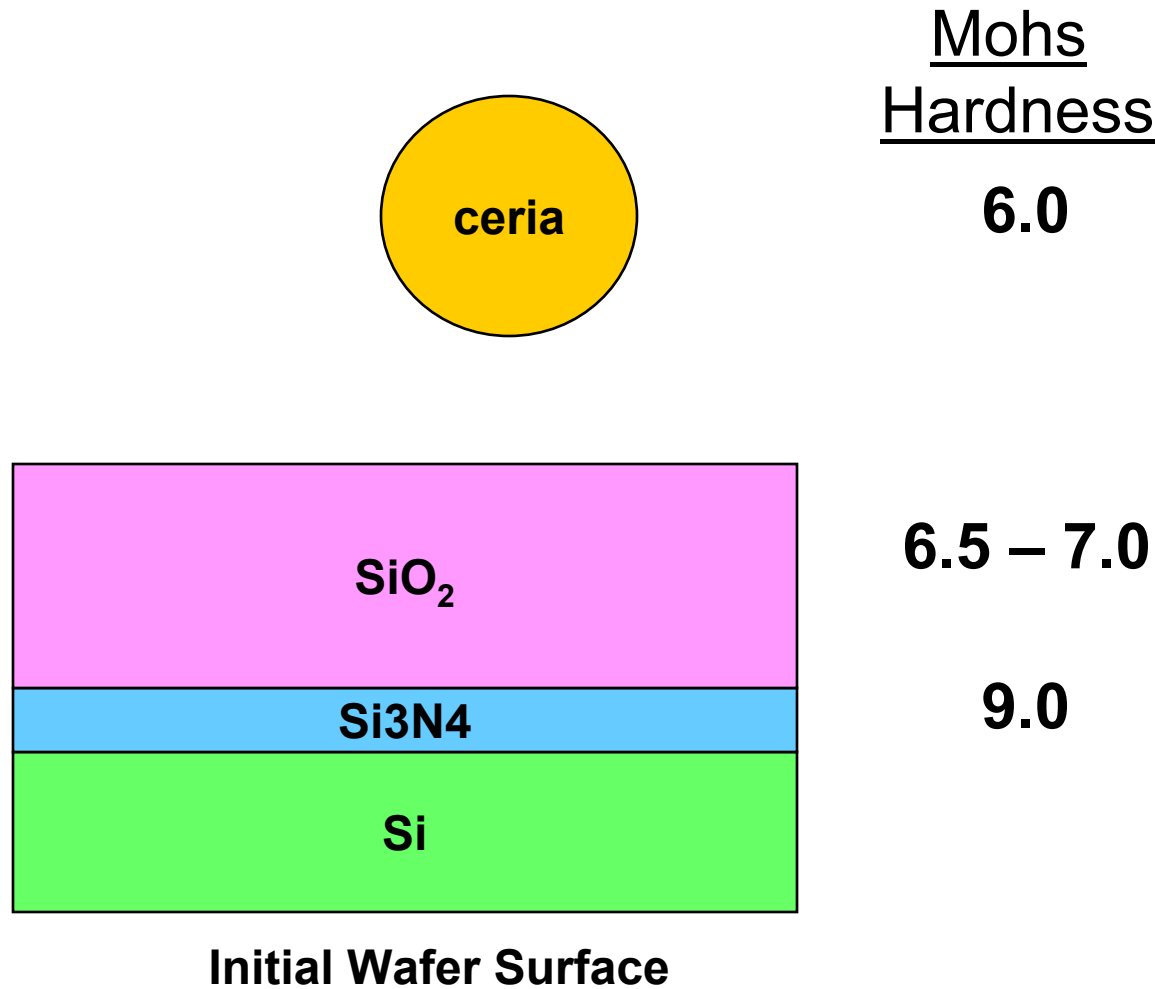 Mohs
Hardness
ceria
6.0
SiO₂
6.5 – 7.0
Si3N4
9.0
Si
Initial Wafer Surface